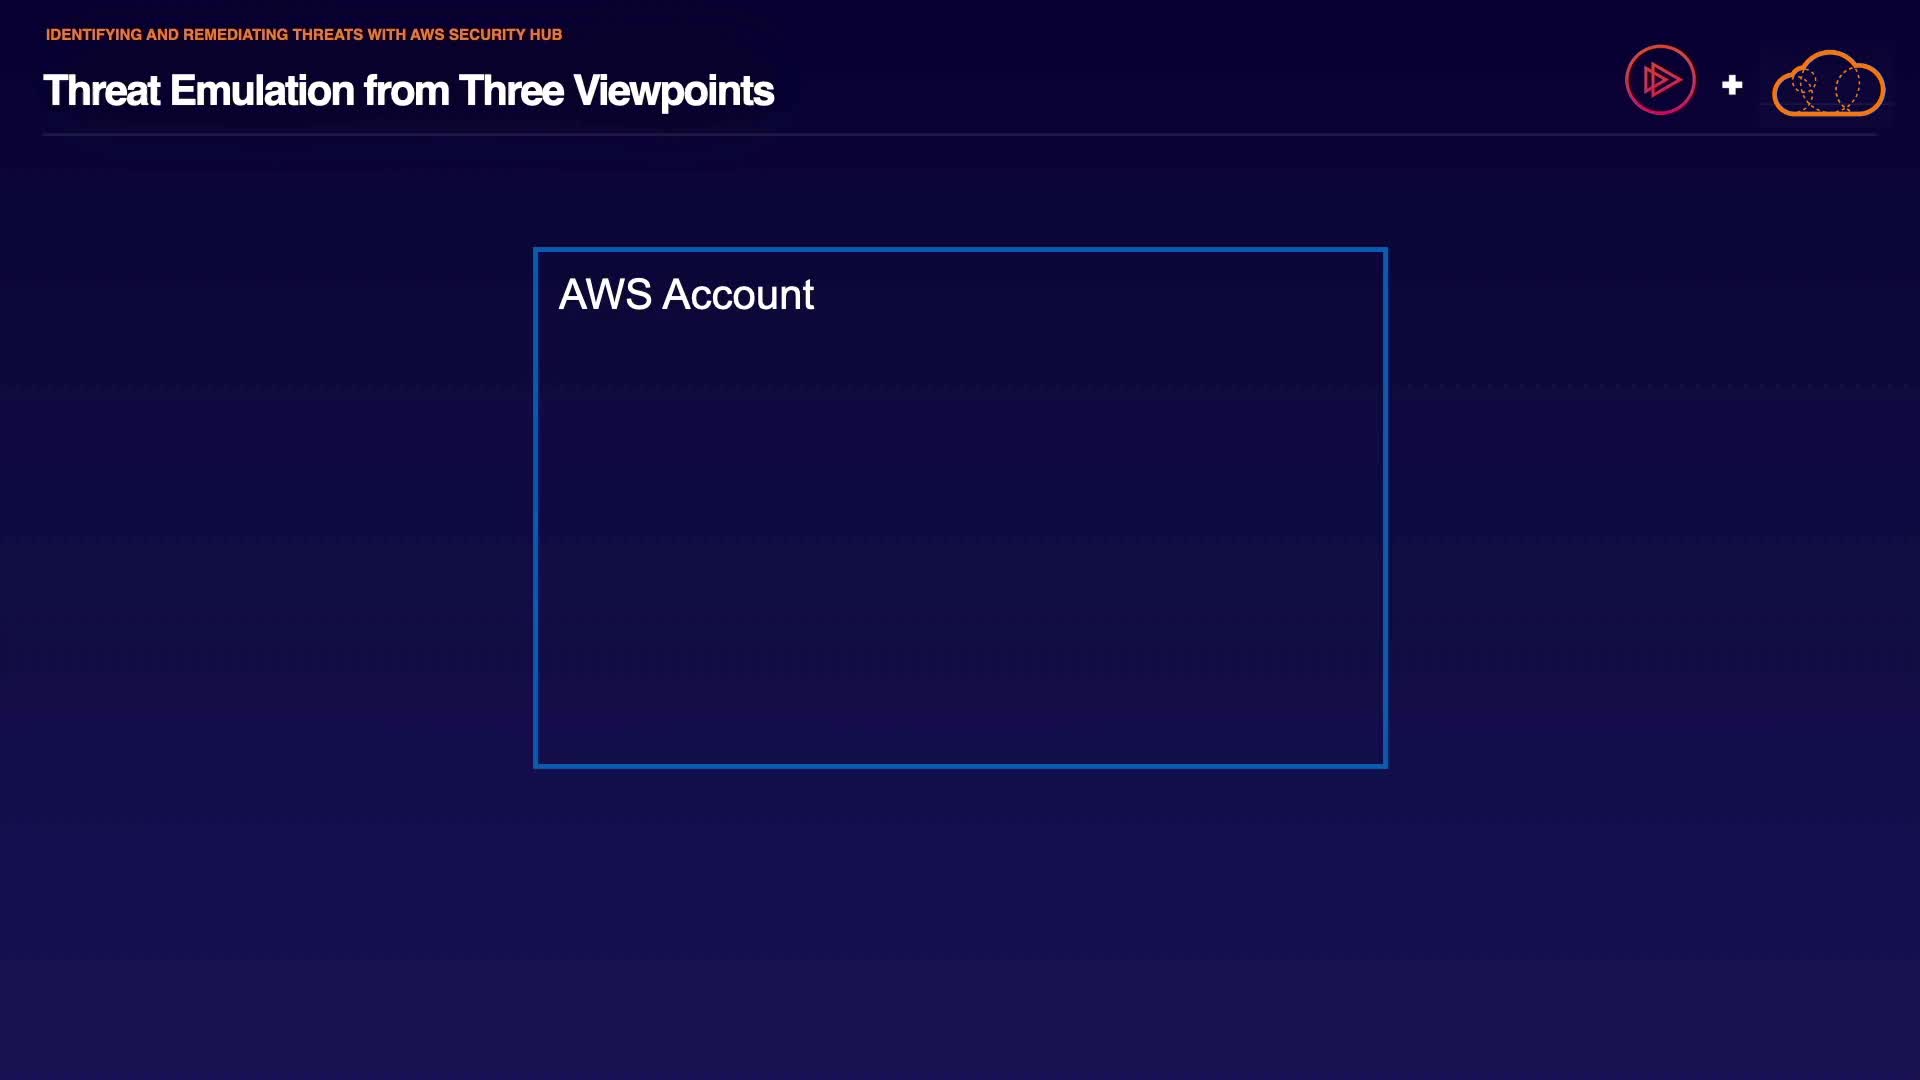 IDENTIFYING AND REMEDIATING THREATS WITH AWS SECURITY HUB
Threat Emulation from Three Viewpoints
AWS Account